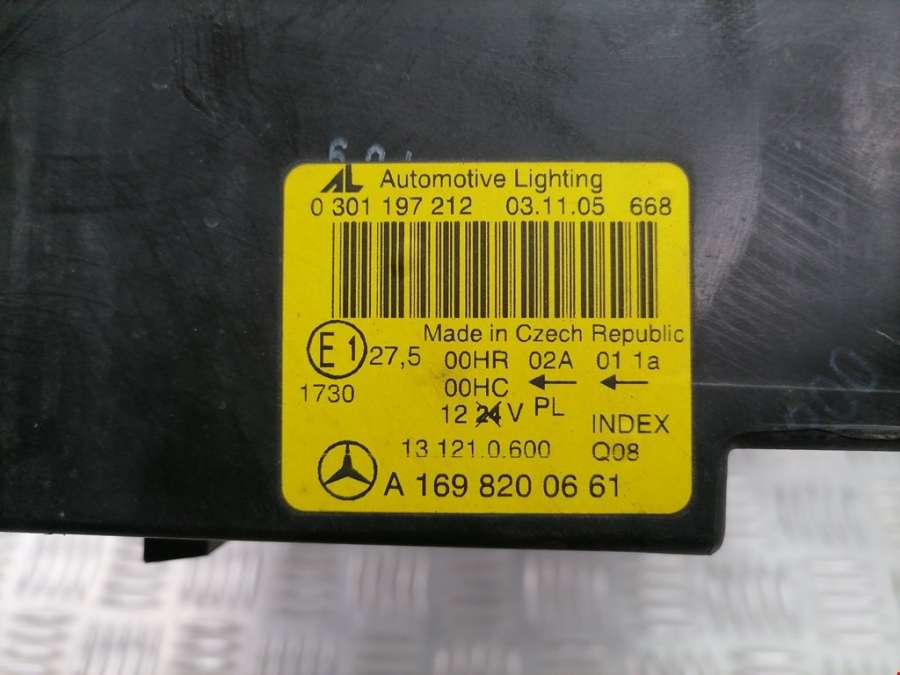 AL Automotive Lighting
0 301 197 212 03.11.05 668
Made in Czech Republic
E1 27,5 00HR 02A 01 1a
1730 00HC ← ←
12 24 V PL
INDEX
13 121.0.600 Q08
A 169 820 06 61